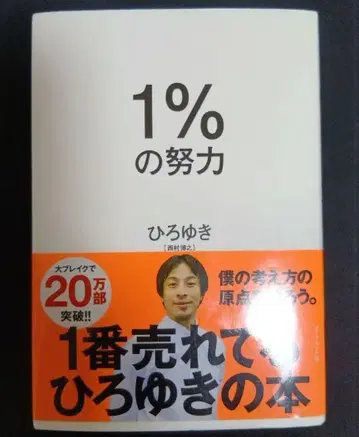 1%
の努力
ひろゆき
[西村博之]
大ブレイクで
20万部
突破!!
僕の考え方の
原点
う。
1番売れてる
ひろゆきの本